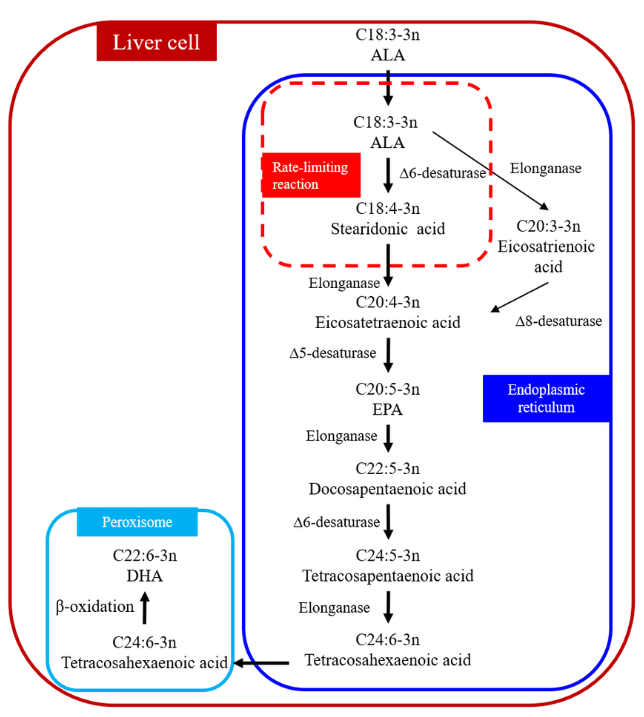 Liver cell
C18:3-3n
ALA
C18:3-3n
ALA
Rate-limiting
reaction
Δ6-desaturase
Elonganase
C18:4-3n
Stearidonic acid
C20:3-3n
Eicosatrienoic
acid
Elonganase
C20:4-3n
Eicosatetraenoic acid
Δ8-desaturase
Δ5-desaturase
C20:5-3n
EPA
Endoplasmic
reticulum
Elonganase
C22:5-3n
Docosapentaenoic acid
Δ6-desaturase
C24:5-3n
Tetracosapentaenoic acid
Elonganase
C24:6-3n
Tetracosahexaenoic acid
Peroxisome
C22:6-3n
DHA
β-oxidation
C24:6-3n
Tetracosahexaenoic acid